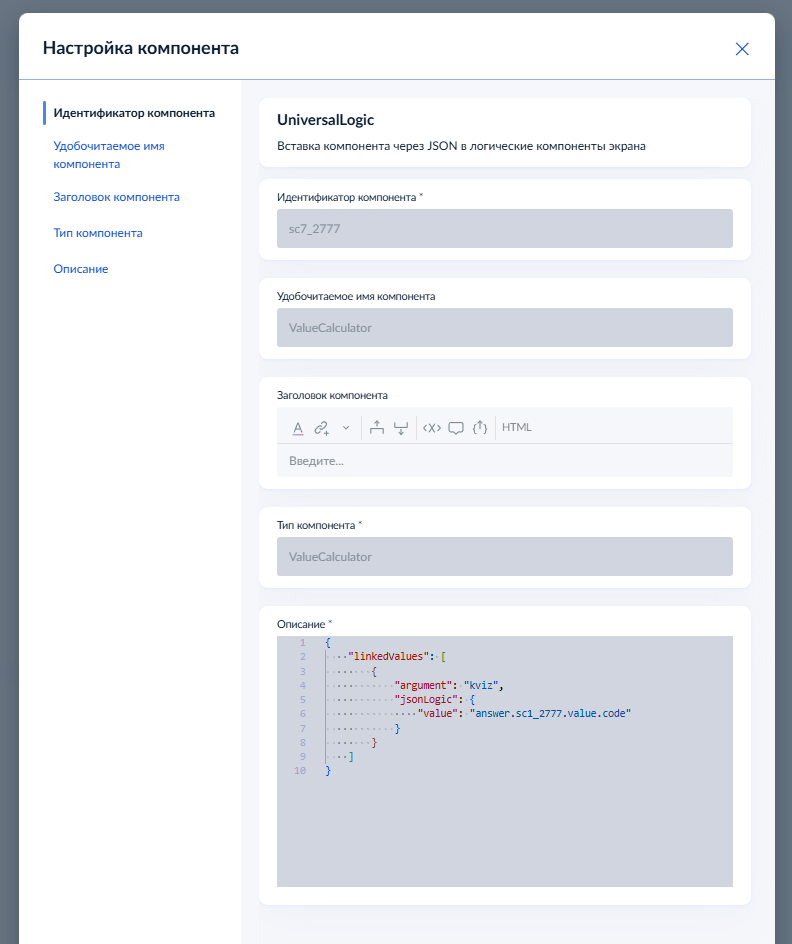 Настройка компонента
Идентификатор компонента
Удобочитаемое имя
компонента
Заголовок компонента
Тип компонента
Описание
UniversalLogic
Вставка компонента через JSON в логические компоненты экрана
Идентификатор компонента *
sc7_2777
Удобочитаемое имя компонента
ValueCalculator
Заголовок компонента
HTML
Введите...
Тип компонента *
ValueCalculator
Описание *
1 {
2 "linkedValues": [
3 {
4 "argument": "kviz",
5 "jsonLogic": {
6 "value": "answer.sc1_2777.value.code"
7 }
8 }
9 ]
10 }